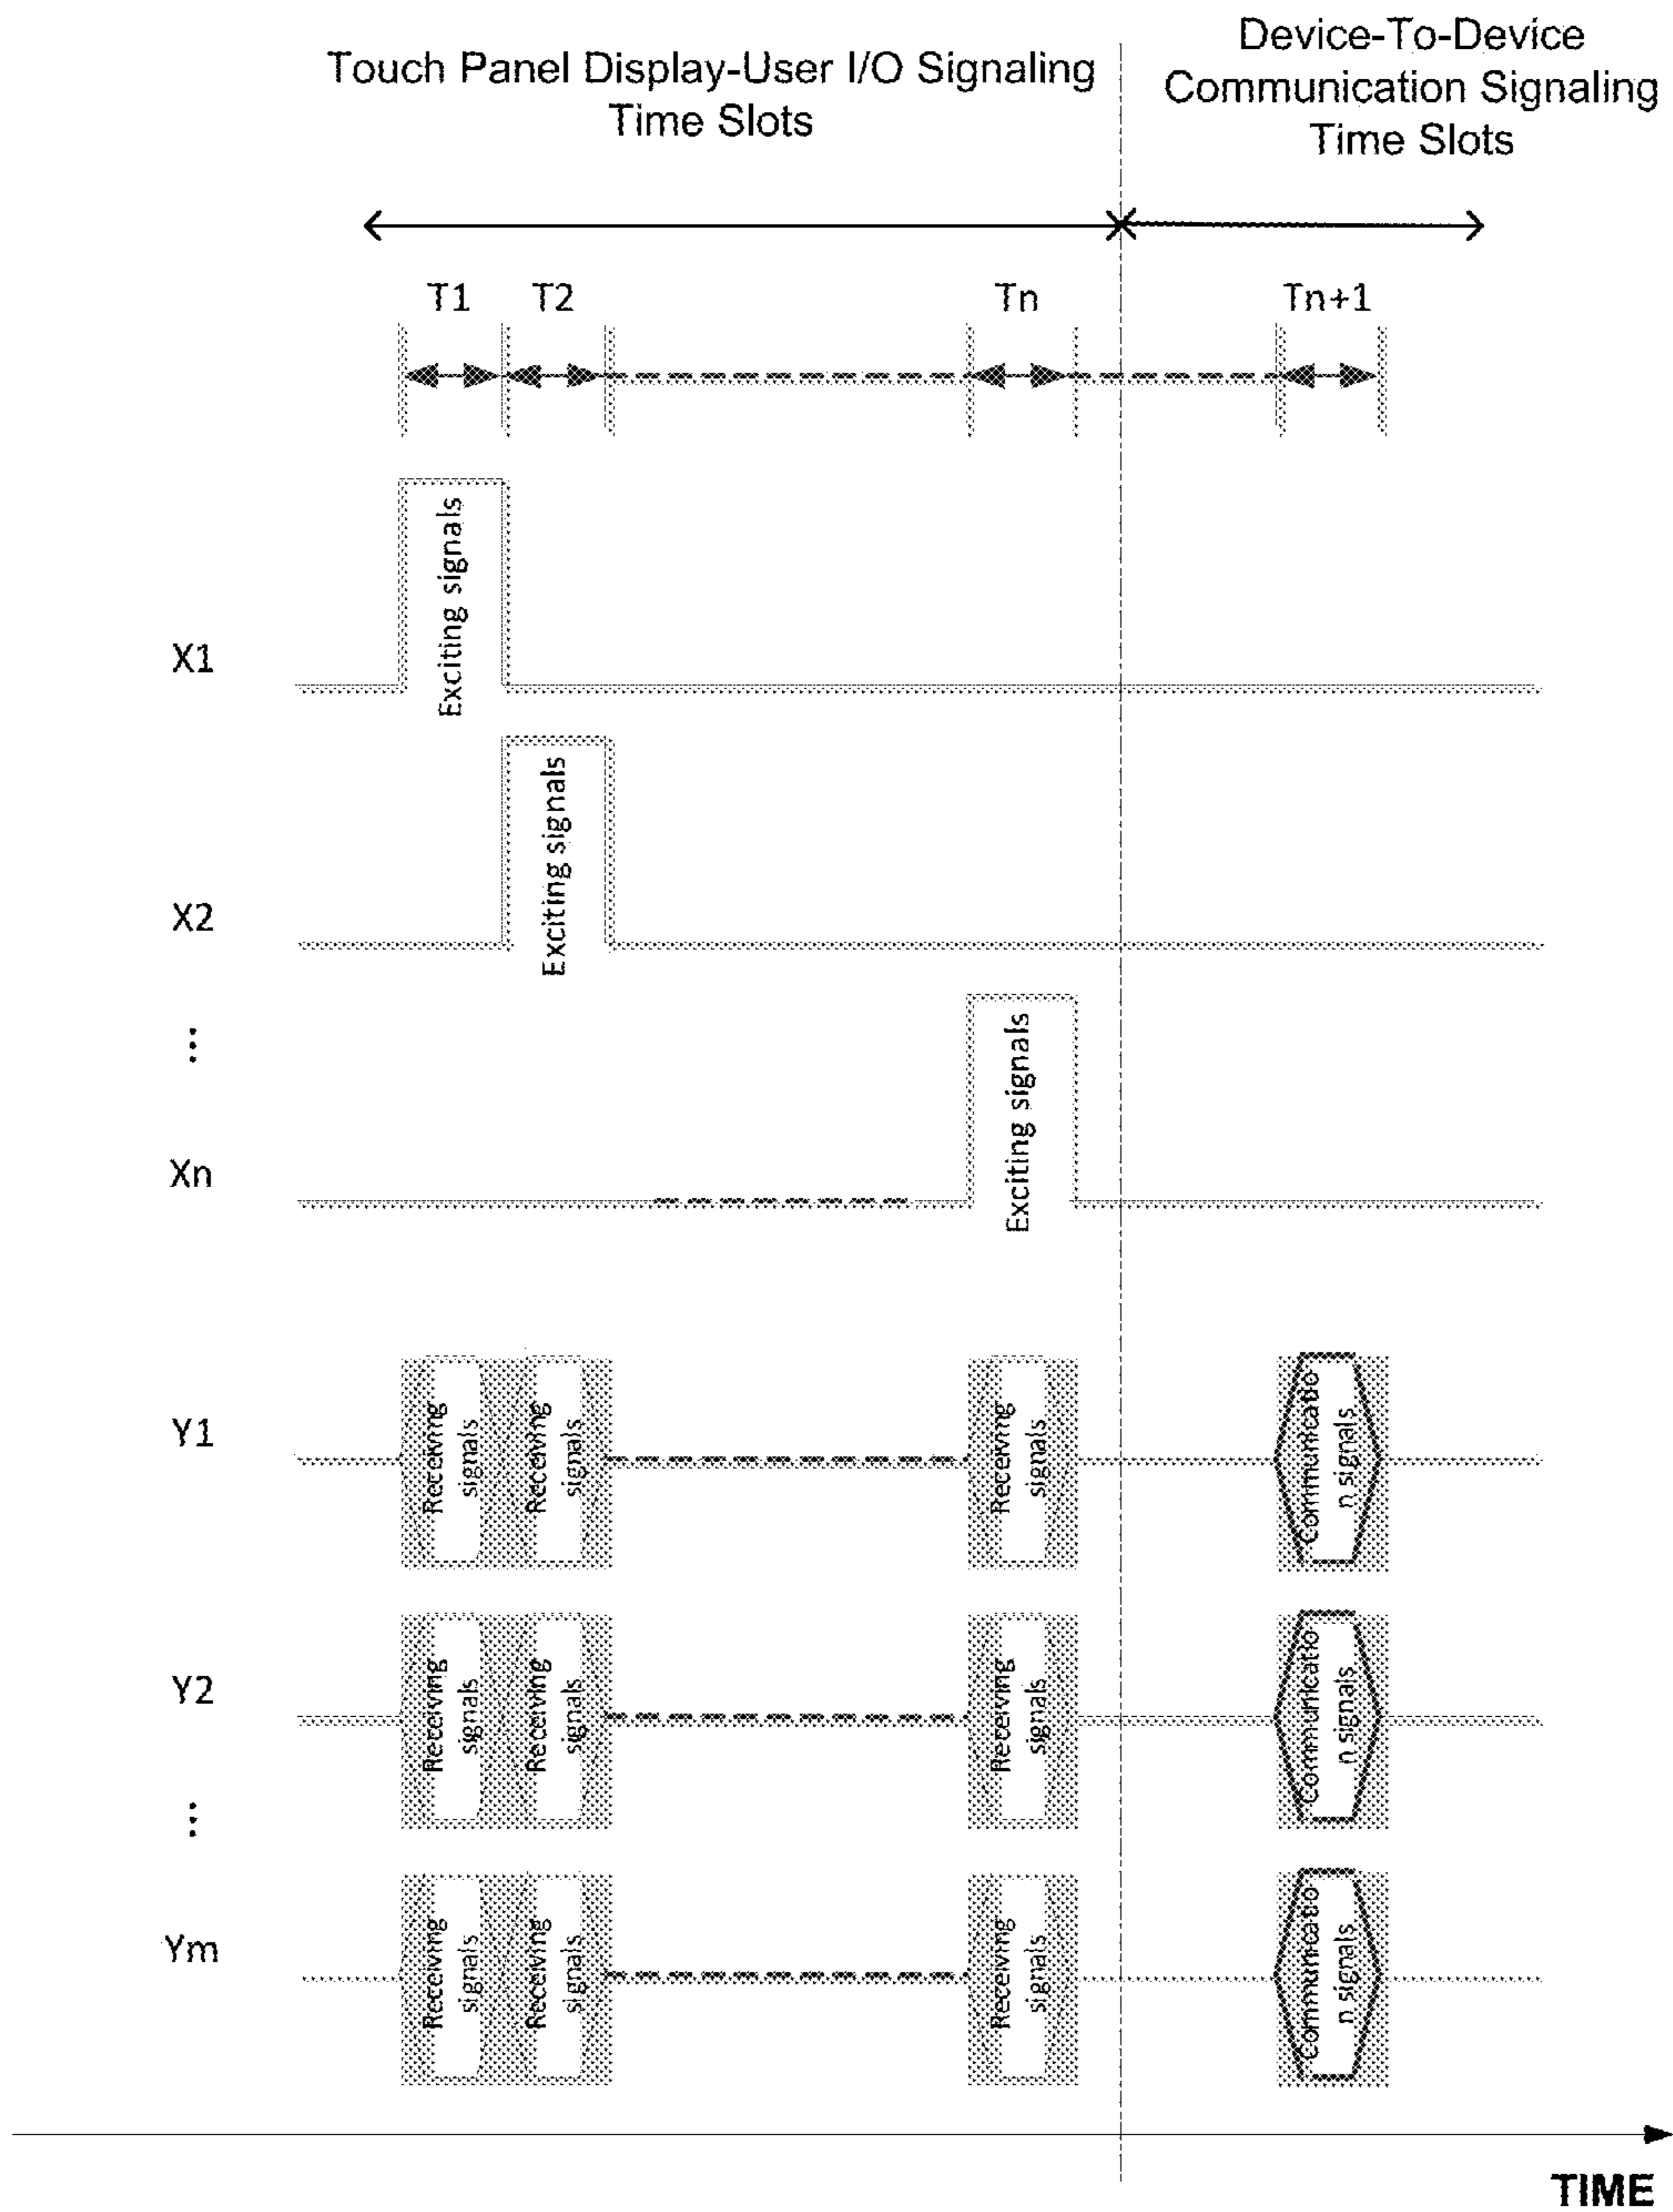 Touch Panel Display-User I/O Signaling
Time Slots
Device-To-Device
Communication Signaling
Time Slots
T1
T2
Tn
Tn+1
X1
Exciting signals
X2
Exciting signals
⋮
Xn
Exciting signals
Y1
Receiving
signals
Receiving
signals
Receiving
signals
Communicatio
n signals
Y2
Receiving
signals
Receiving
signals
Receiving
signals
Communicatio
n signals
⋮
Ym
Receiving
signals
Receiving
signals
Receiving
signals
Communicatio
n signals
TIME